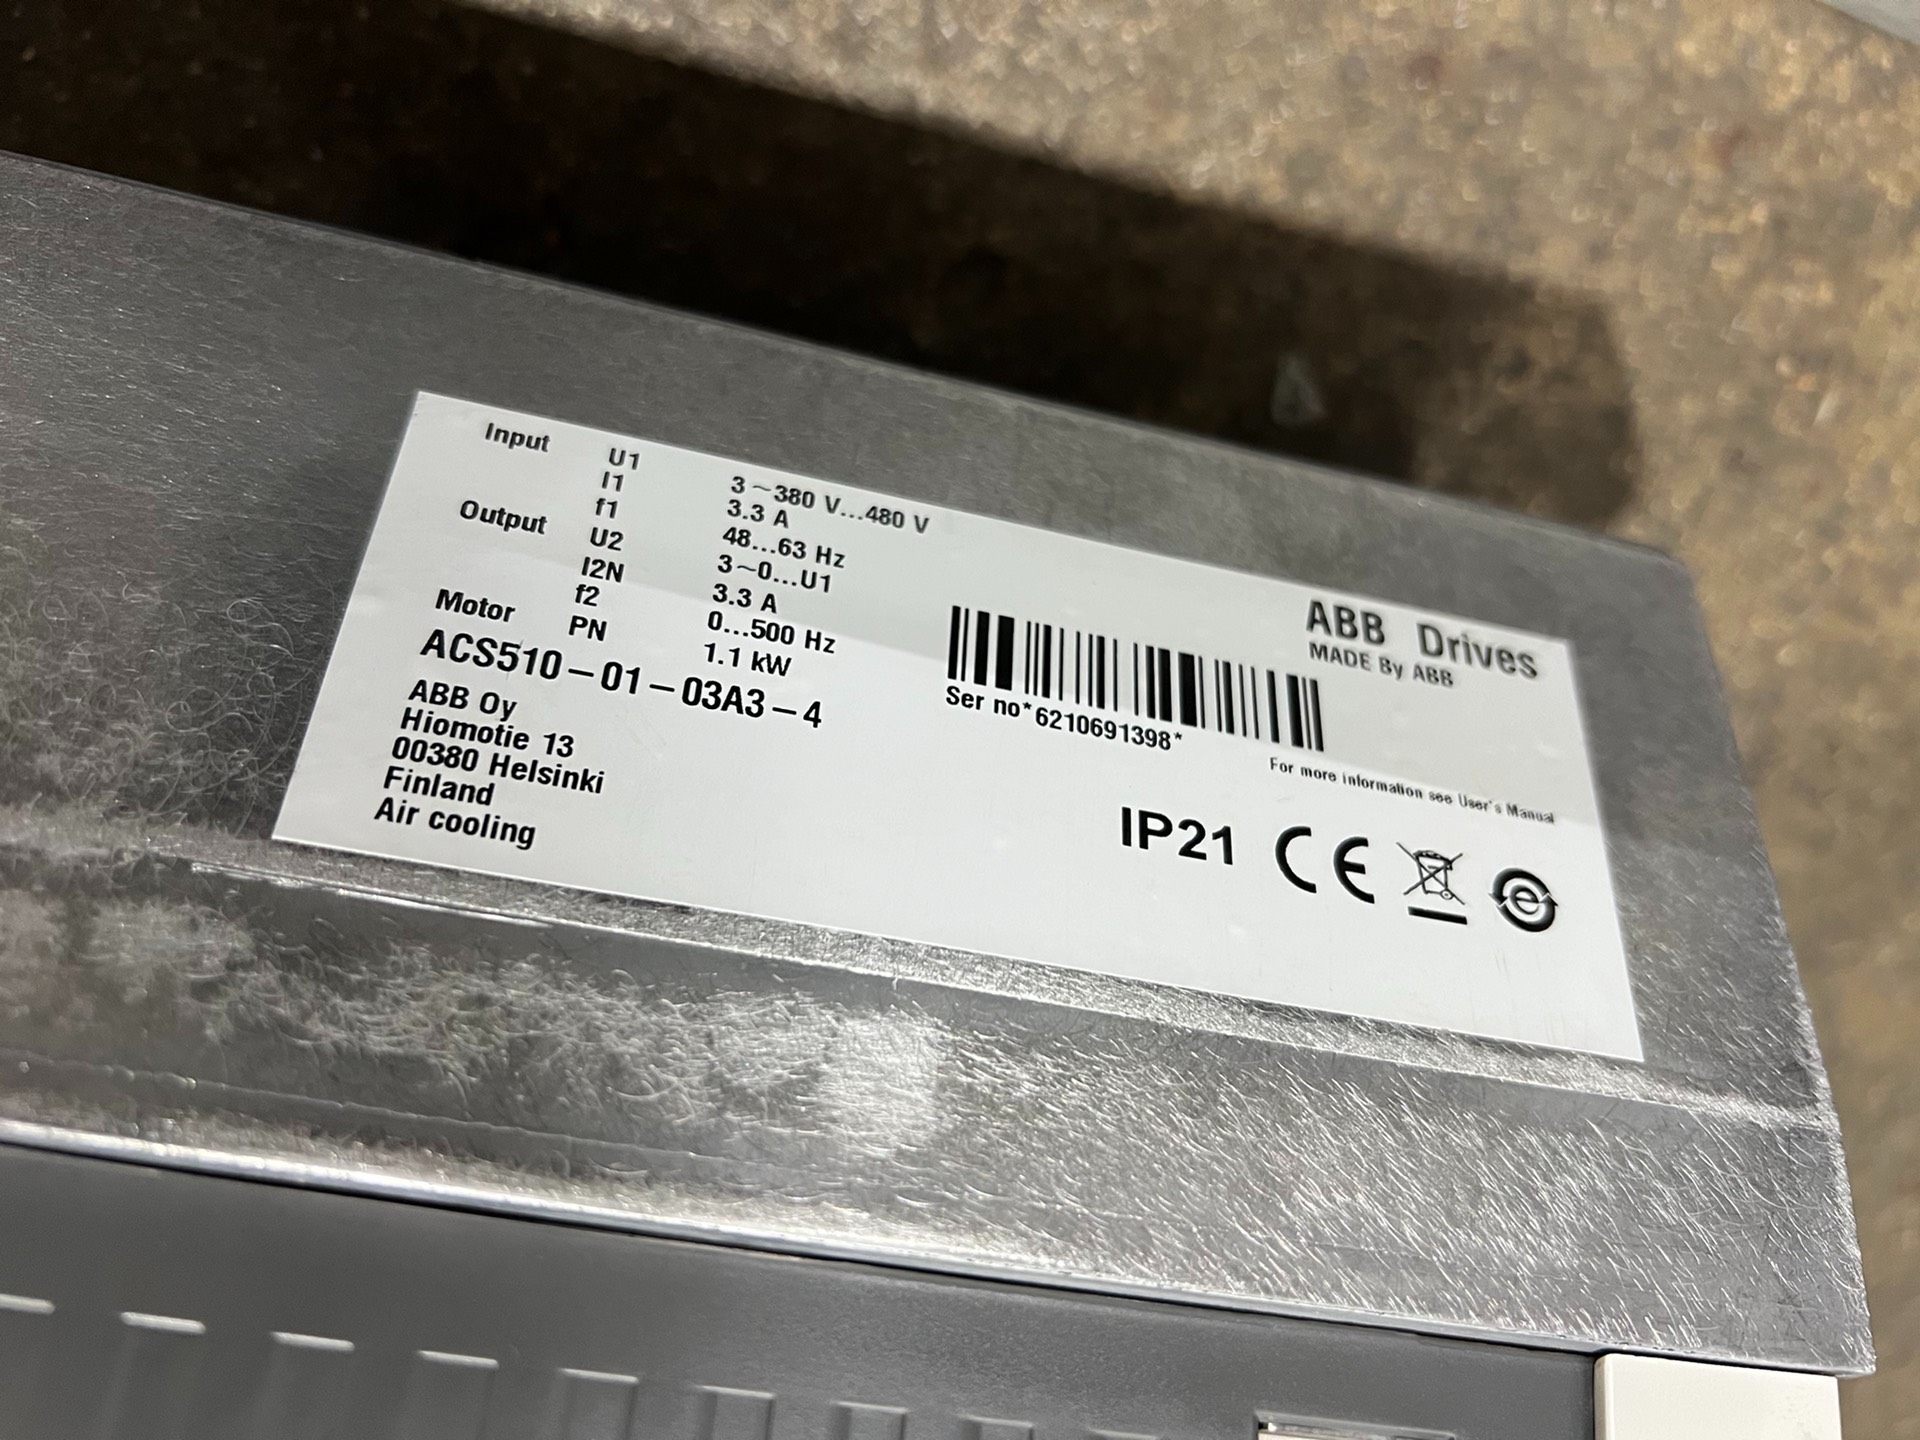 Input U1 3~380 V...480 V
I1 3.3 A
f1 48...63 Hz
Output U2 3~0...U1
I2N 3.3 A
f2 0...500 Hz
Motor PN 1.1 kW
ACS510-01-03A3-4
ABB Oy
Hiomotie 13
00380 Helsinki
Finland
Air cooling
Ser no*6210691398*
ABB Drives
MADE By ABB
For more information see User's Manual
IP21 CE e